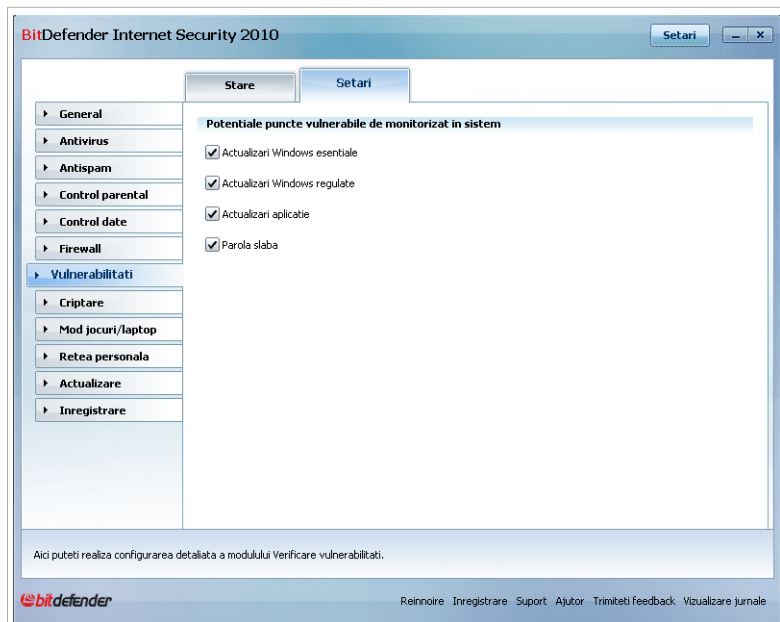 BitDefender Internet Security 2010
Setari
Stare
Setari
General
Antivirus
Antispam
Control parental
Control date
Firewall
Vulnerabilitati
Criptare
Mod jocuri/laptop
Retea personala
Actualizare
Inregistrare
Potentiale puncte vulnerabile de monitorizat in sistem
Actualizari Windows esentiale
Actualizari Windows regulate
Actualizari aplicatie
Parola slaba
Aici puteti realiza configurarea detaliata a modulului Verificare vulnerabilitati.
bitdefender
Reinnoire Inregistrare Suport Ajutor Trimiteti feedback Vizualizare jurnale